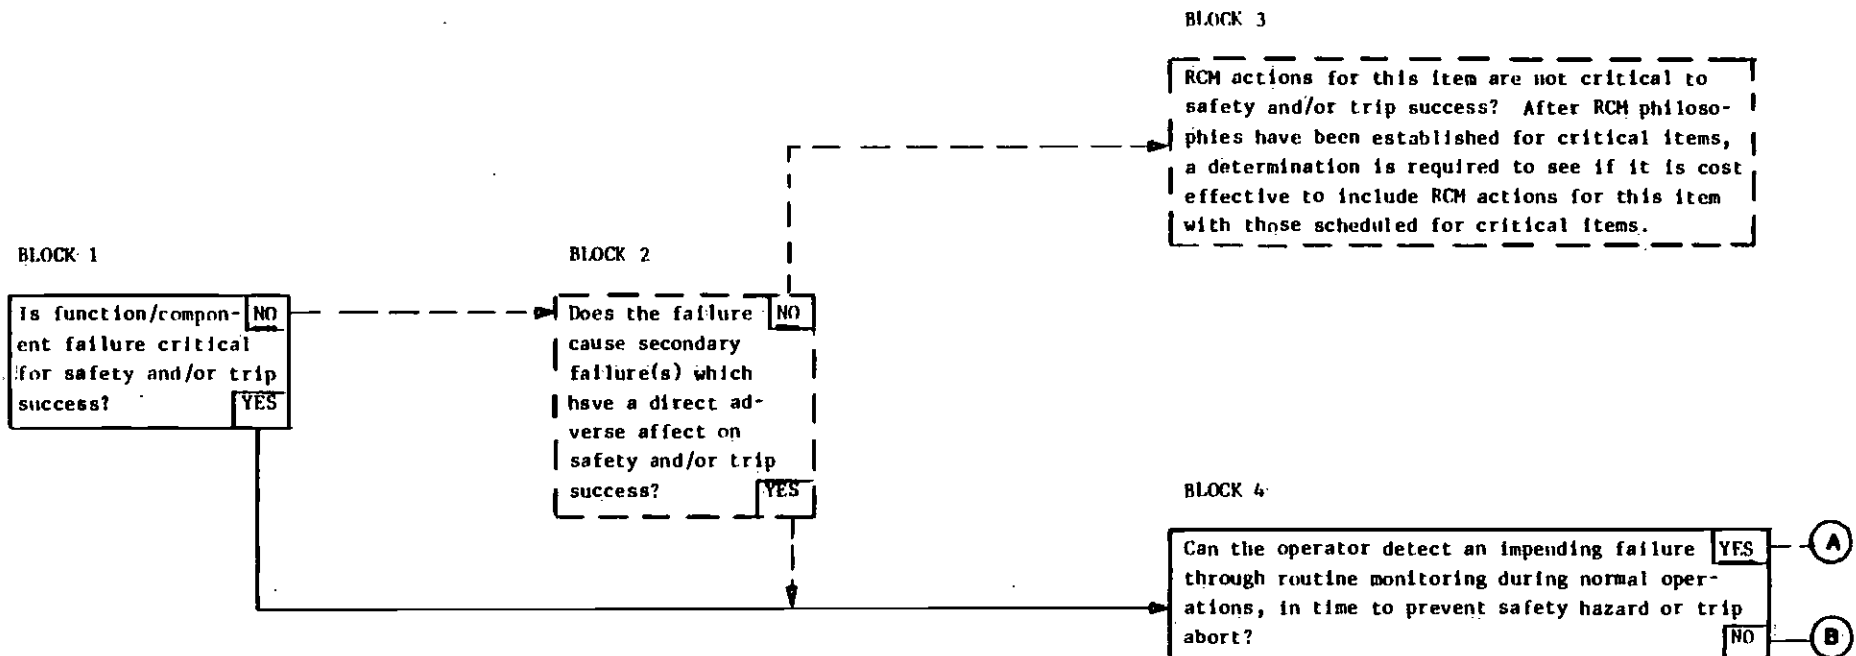 BLOCK 3
RCM actions for this item are not critical to
safety and/or trip success? After RCM philoso-
phies have been established for critical items,
a determination is required to see if it is cost
effective to include RCM actions for this item
with those scheduled for critical items.
BLOCK 1
Is function/compon- NO
ent failure critical
for safety and/or trip
success? YES
BLOCK 2
Does the failure NO
cause secondary
failure(s) which
hsve a direct ad-
verse affect on
safety and/or trip
success? YES
BLOCK 4
Can the operator detect an impending failure YES
through routine monitoring during normal oper-
ations, in time to prevent safety hazard or trip
abort? NO
A
B